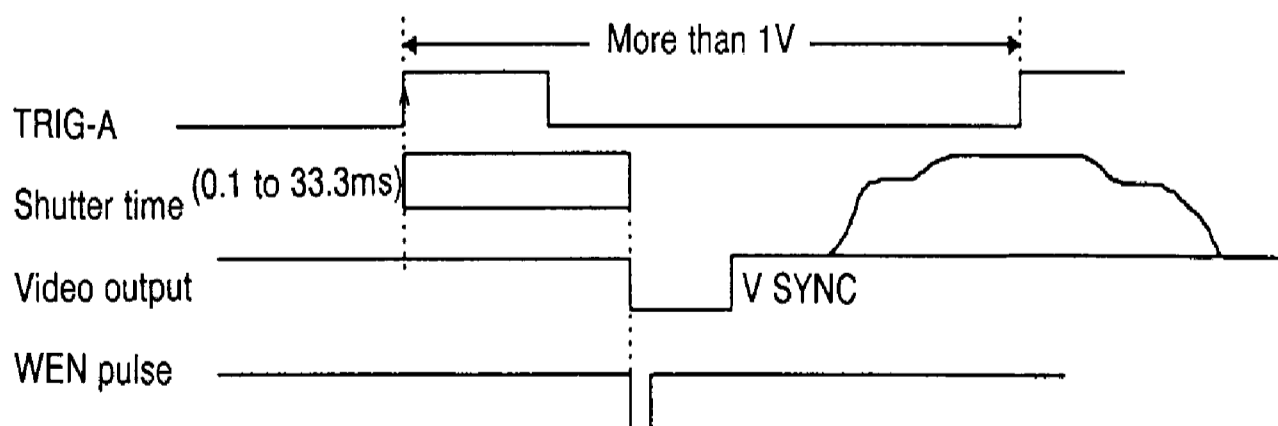 More than 1V
TRIG-A
(0.1 to 33.3ms)
Shutter time
Video output
V SYNC
WEN pulse